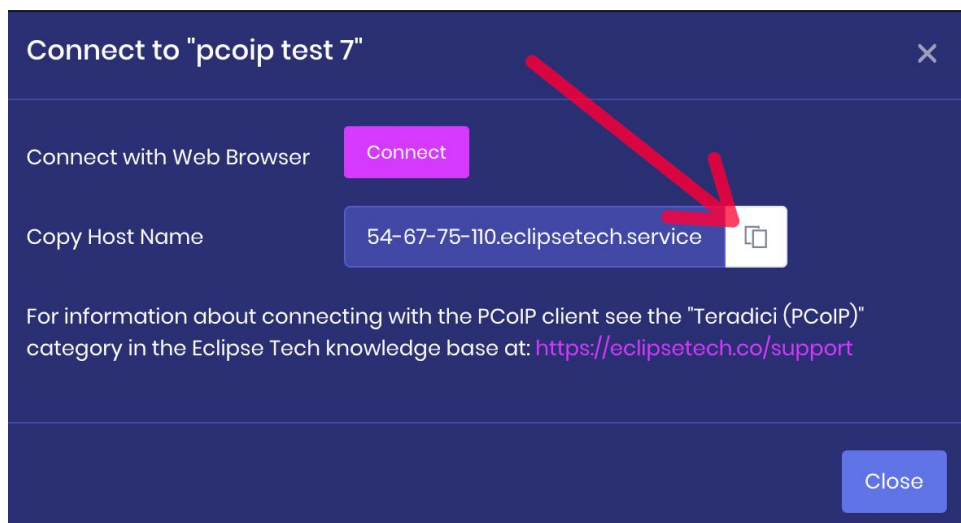 Connect to "pcoip test 7"
Connect with Web Browser
Connect
Copy Host Name
54-67-75-110.eclipsetech.service
For information about connecting with the PCoIP client see the "Teradici (PCoIP)"
category in the Eclipse Tech knowledge base at: https://eclipsetech.co/support
Close